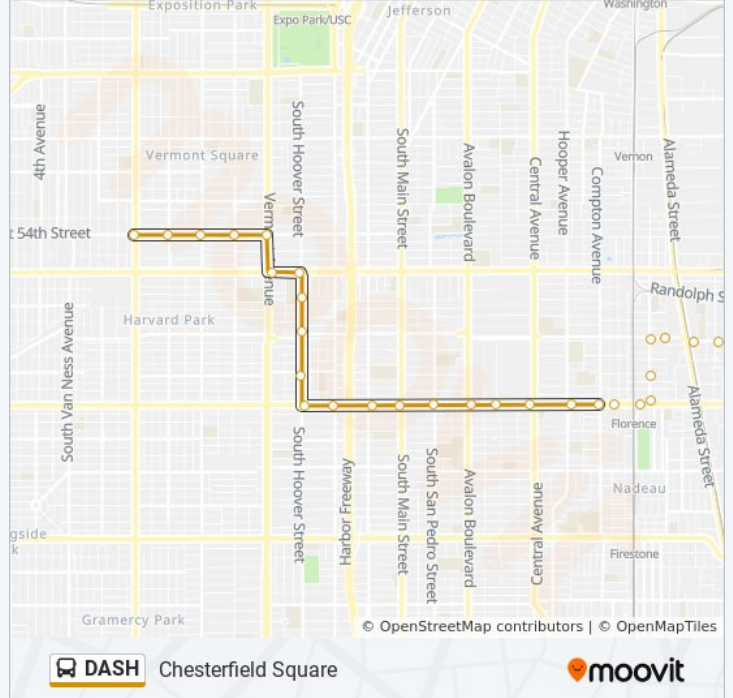 Exposition Park
Jefferson
Washington
Expo Park/USC
4th Avenue
South Hoover Street
South Main Street
Avalon Boulevard
Central Avenue
Hooper Avenue
Compton Avenue
Alameda Street
Vermont Square
Vernon
t 54th Street
Verm
nue
Randolph S
Harvard Park
South Van Ness Avenue
Alameda Street
Florence
South Hoover Street
Harbor Freeway
South Main Street
South San Pedro Street
Avalon Boulevard
Central Avenue
Nadeau
gside
k
Firestone
Gramercy Park
© OpenStreetMap contributors | © OpenMapTiles
DASH Chesterfield Square
moovit